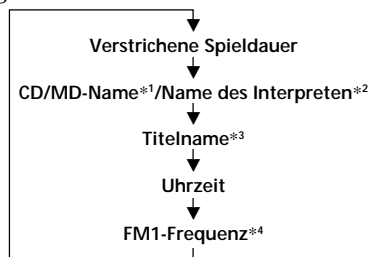 Verstrichene Spieldauer
CD/MD-Name*1/Name des Interpreten*2
Titelname*3
Uhrzeit
FM1-Frequenz*4